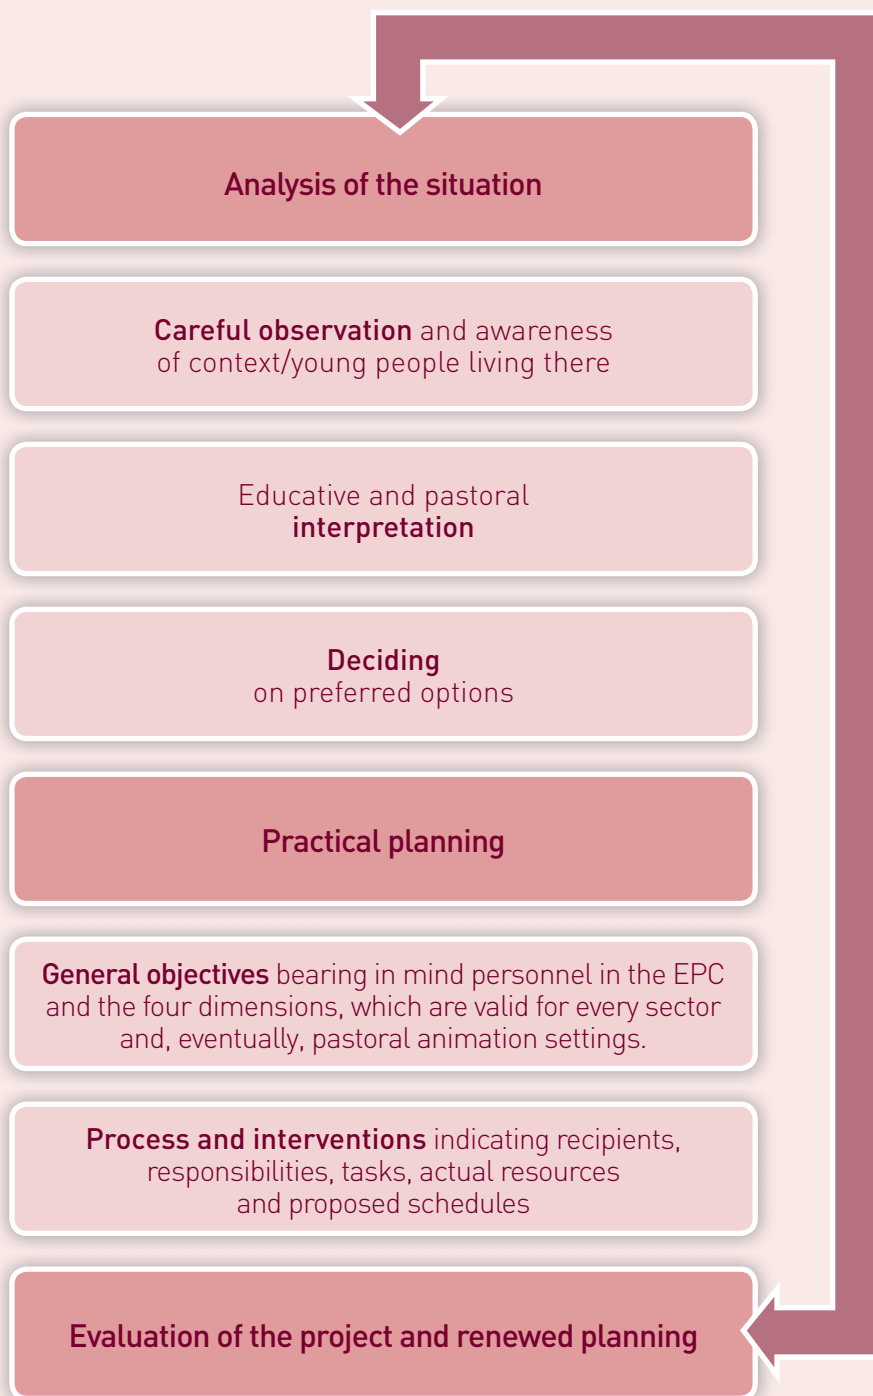 Analysis of the situation
Careful observation and awareness
of context/young people living there
Educative and pastoral
interpretation
Deciding
on preferred options
Practical planning
General objectives bearing in mind personnel in the EPC
and the four dimensions, which are valid for every sector
and, eventually, pastoral animation settings.
Process and interventions indicating recipients,
responsibilities, tasks, actual resources
and proposed schedules
Evaluation of the project and renewed planning